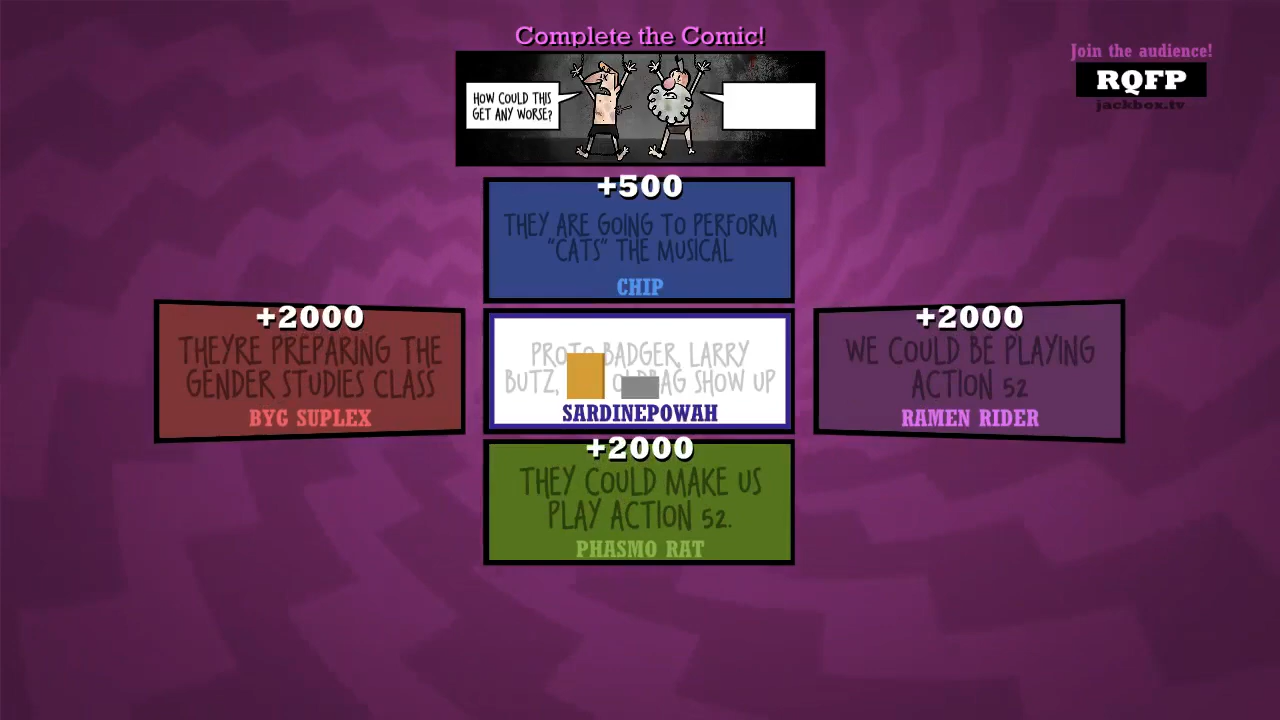 Complete the Comic!
Join the audience!
RQFP
jackbox.tv
HOW COULD THIS
GET ANY WORSE?
+500
THEY ARE GOING TO PERFORM
"CATS" THE MUSICAL
CHIP
+2000
THEYRE PREPARING THE
GENDER STUDIES CLASS
BYG SUPLEX
BADGER, LARRY
BUTZ, SHOW UP
SARDINEPOWAH
+2000
WE COULD BE PLAYING
ACTION 52
RAMEN RIDER
+2000
THEY COULD MAKE US
PLAY ACTION 52.
PHASMO RAT